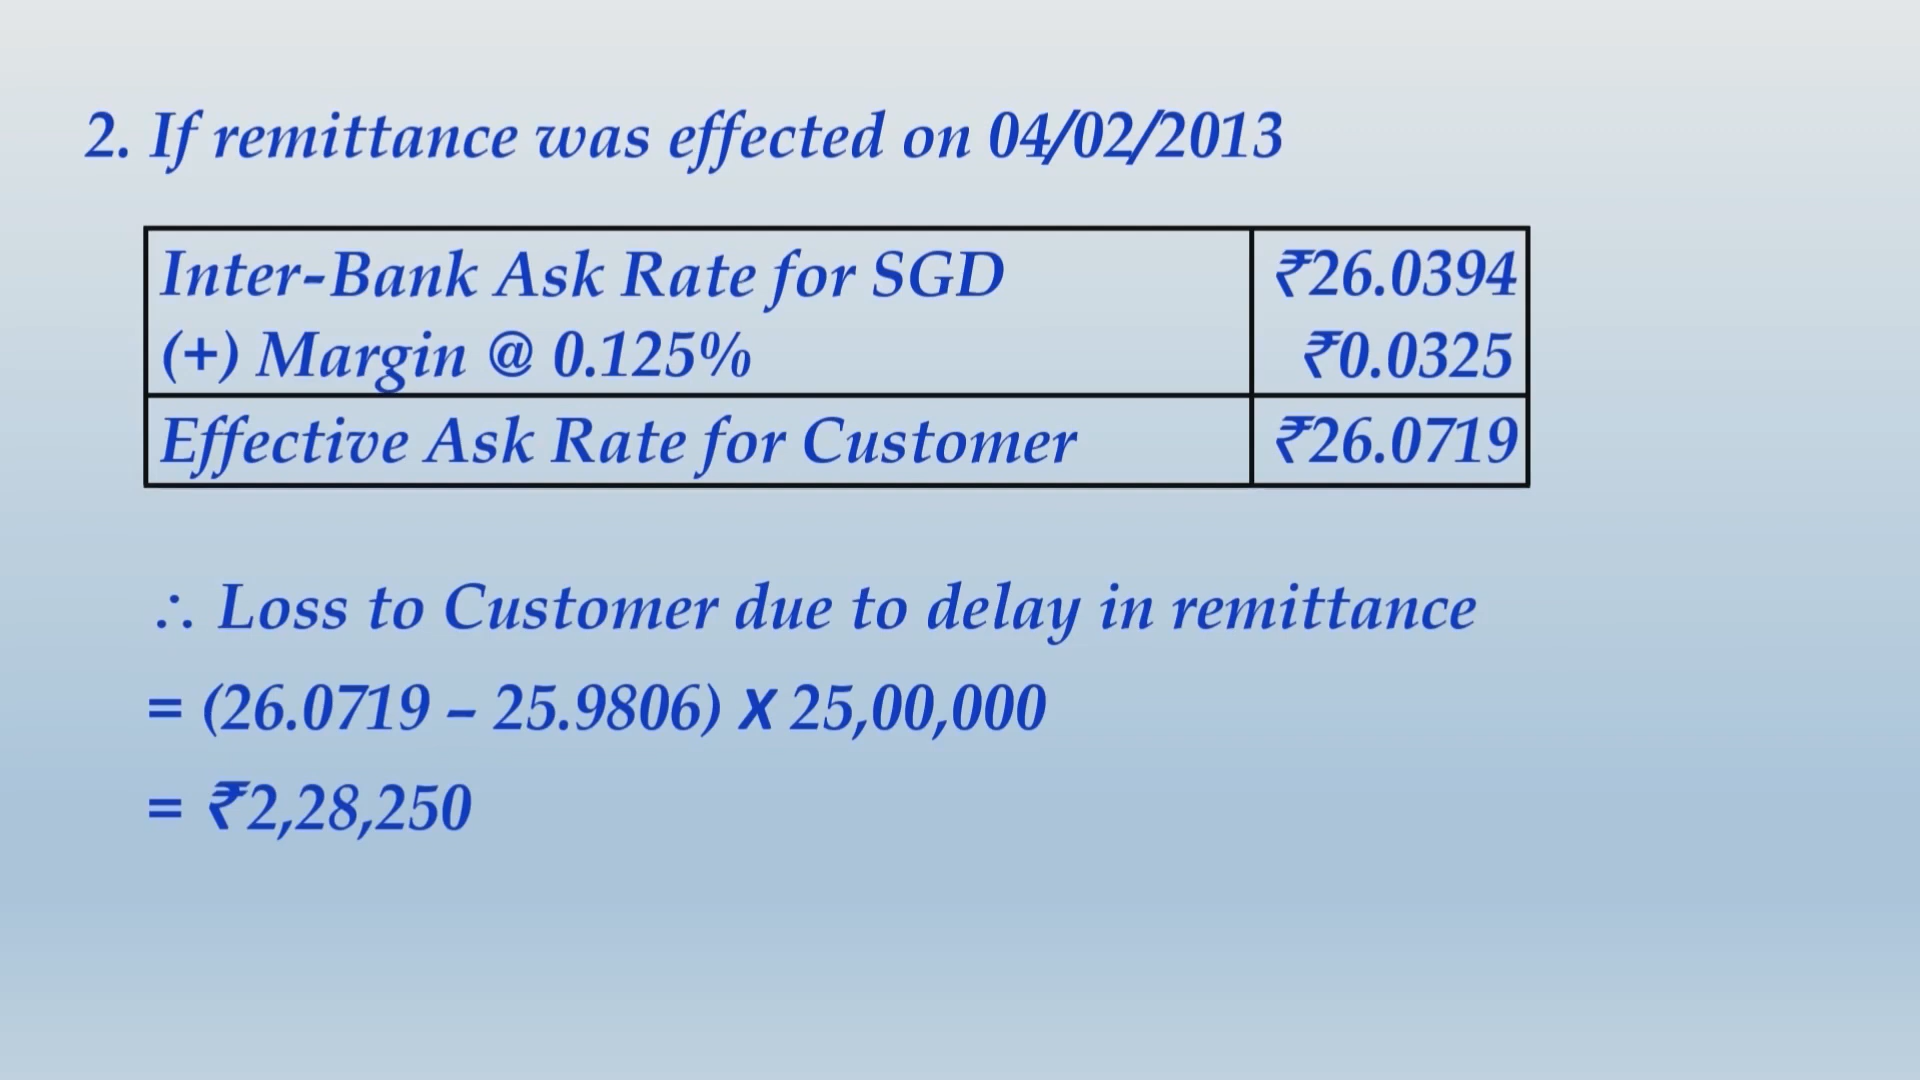 2. If remittance was effected on 04/02/2013
Inter-Bank Ask Rate for SGD ₹26.0394
(+) Margin @ 0.125% ₹0.0325
Effective Ask Rate for Customer ₹26.0719
∴ Loss to Customer due to delay in remittance
= (26.0719 – 25.9806) X 25,00,000
= ₹2,28,250